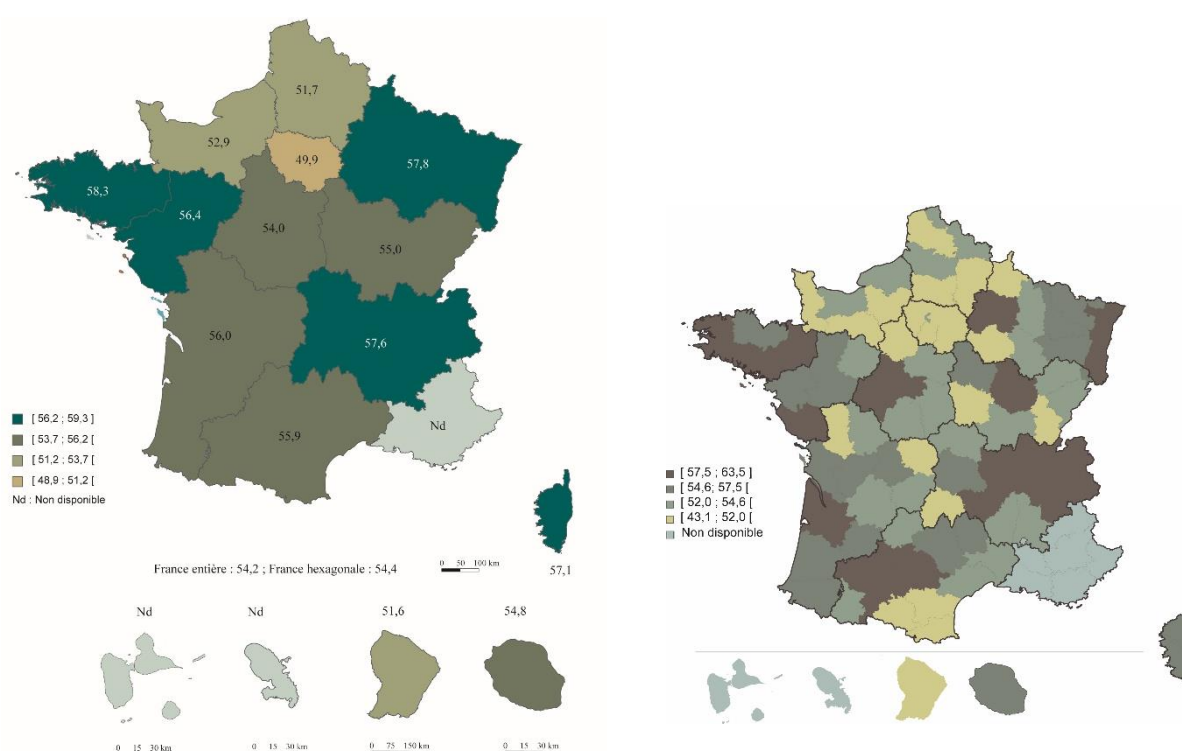 51,7
52,9
49,9
57,8
58,3
56,4
54,0
55,0
56,0
57,6
55,9
Nd
[ 56,2 ; 59,3 ]
[ 53,7 ; 56,2 [
[ 51,2 ; 53,7 [
[ 48,9 ; 51,2 [
Nd : Non disponible
France entière : 54,2 ; France hexagonale : 54,4
0 50 100 km
57,1
Nd
Nd
51,6
54,8
0 15 30 km
0 15 30 km
0 75 150 km
0 15 30 km
[ 57,5 ; 63,5 ]
[ 54,6; 57,5 [
[ 52,0 ; 54,6 [
[ 43,1 ; 52,0 [
Non disponible